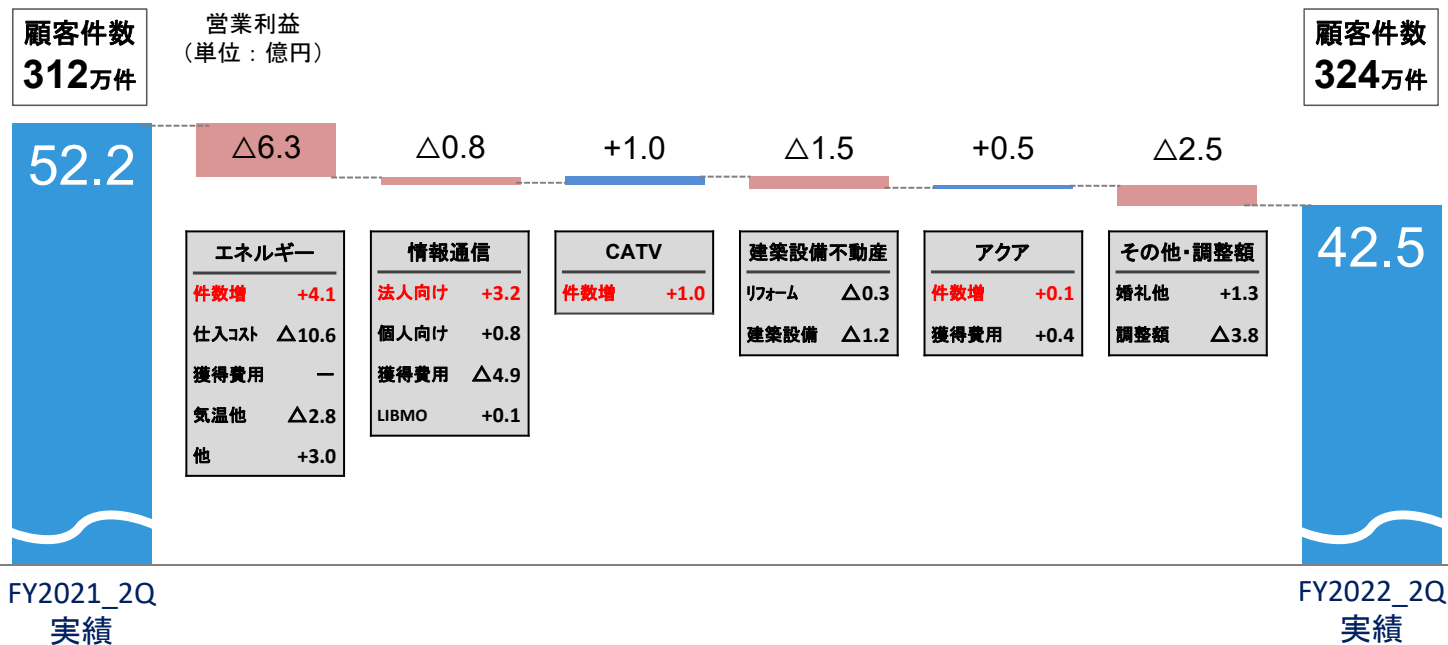 顧客件数
312万件
営業利益
（単位：億円）
顧客件数
324万件
52.2
△6.3
△0.8
+1.0
△1.5
+0.5
△2.5
42.5
エネルギー
件数増 +4.1
仕入コスト △10.6
獲得費用 ー
気温他 △2.8
他 +3.0
情報通信
法人向け +3.2
個人向け +0.8
獲得費用 △4.9
LIBMO +0.1
CATV
件数増 +1.0
建築設備不動産
リフォーム △0.3
建築設備 △1.2
アクア
件数増 +0.1
獲得費用 +0.4
その他・調整額
婚礼他 +1.3
調整額 △3.8
FY2021_2Q
実績
FY2022_2Q
実績